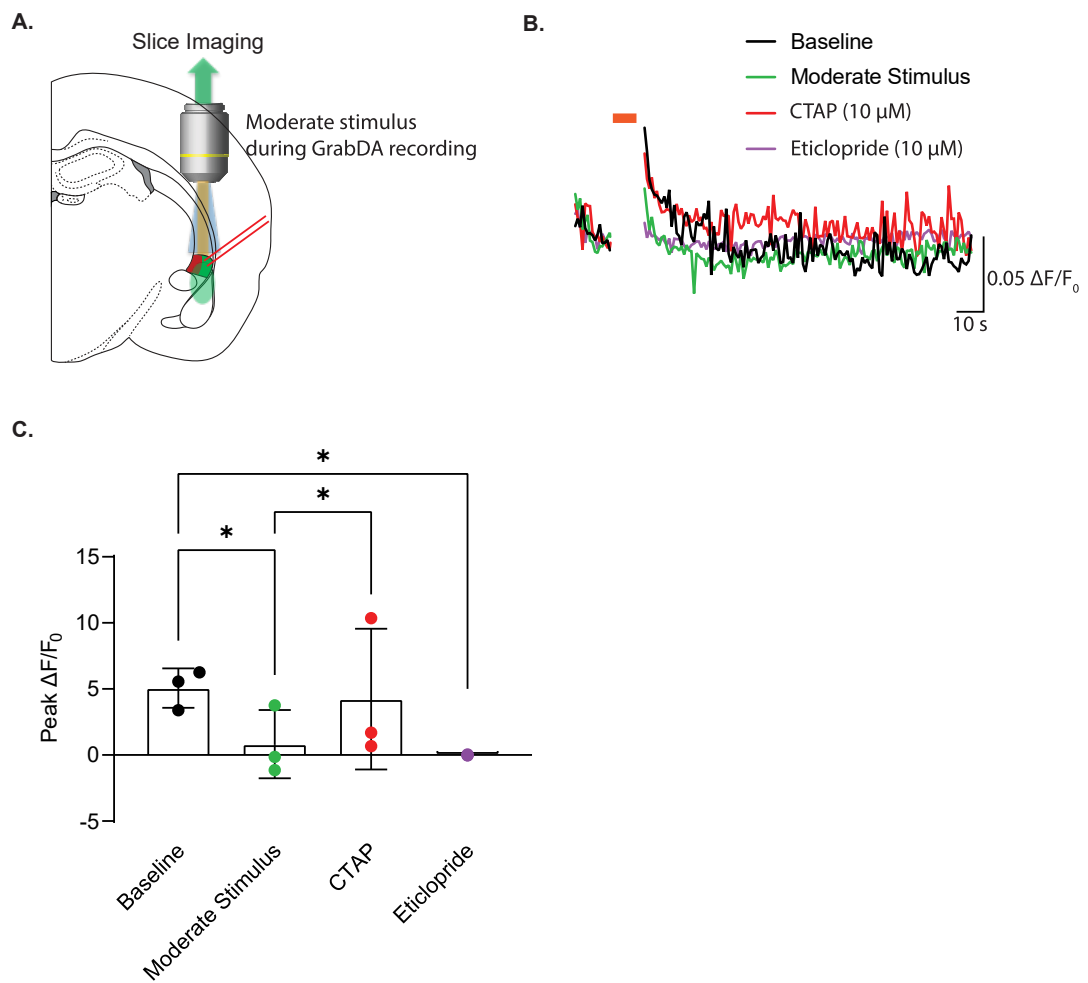 A.
Slice Imaging
Moderate stimulus
during GrabDA recording
B.
Baseline
Moderate Stimulus
CTAP (10 µM)
Eticlopride (10 µM)
0.05 ΔF/F₀
10 s
C.
*
*
*
15
10
5
0
-5
Peak ΔF/F₀
Baseline
Moderate Stimulus
CTAP
Eticlopride